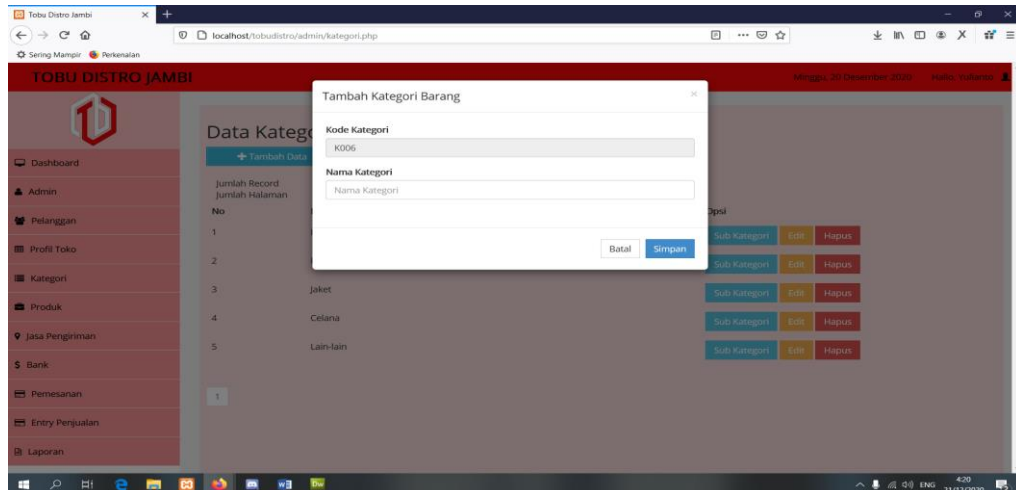 Tobu Distro Jambi
localhost/tobudistro/admin/kategori.php
Sering Mampir Perkenalan
TOBU DISTRO JAMBI
Minggu, 20 Desember 2020 Hallo, Yulianto
Dashboard
Admin
Pelanggan
Profil Toko
Kategori
Produk
Jasa Pengiriman
$ Bank
Pemesanan
Entry Penjualan
Laporan
Data Kateg
Tambah Data
Jumlah Record
Jumlah Halaman
No Opsi
1 Sub Kategori Edit Hapus
2 Sub Kategori Edit Hapus
3 Jaket Sub Kategori Edit Hapus
4 Celana Sub Kategori Edit Hapus
5 Lain-lain Sub Kategori Edit Hapus
1
Tambah Kategori Barang
Kode Kategori
K006
Nama Kategori
Nama Kategori
Batal Simpan
ENG
4:20
21/12/2020